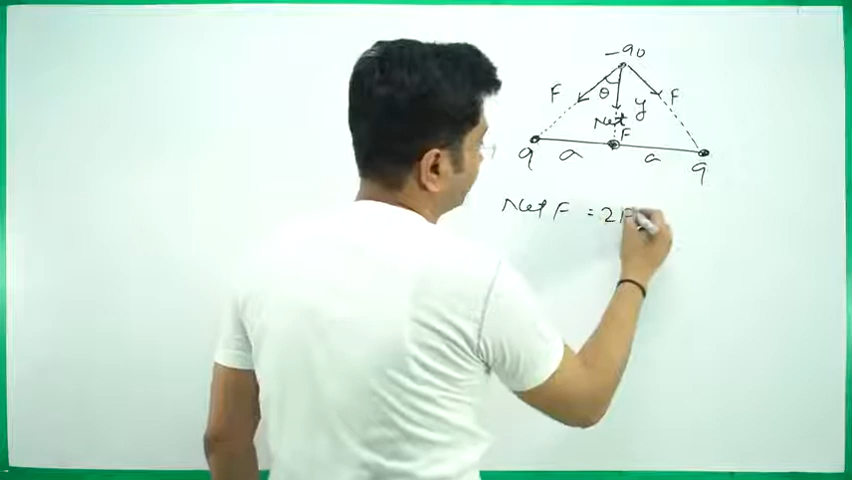 -q0
F θ y F
Net
F
q a a q
Net F = 2F